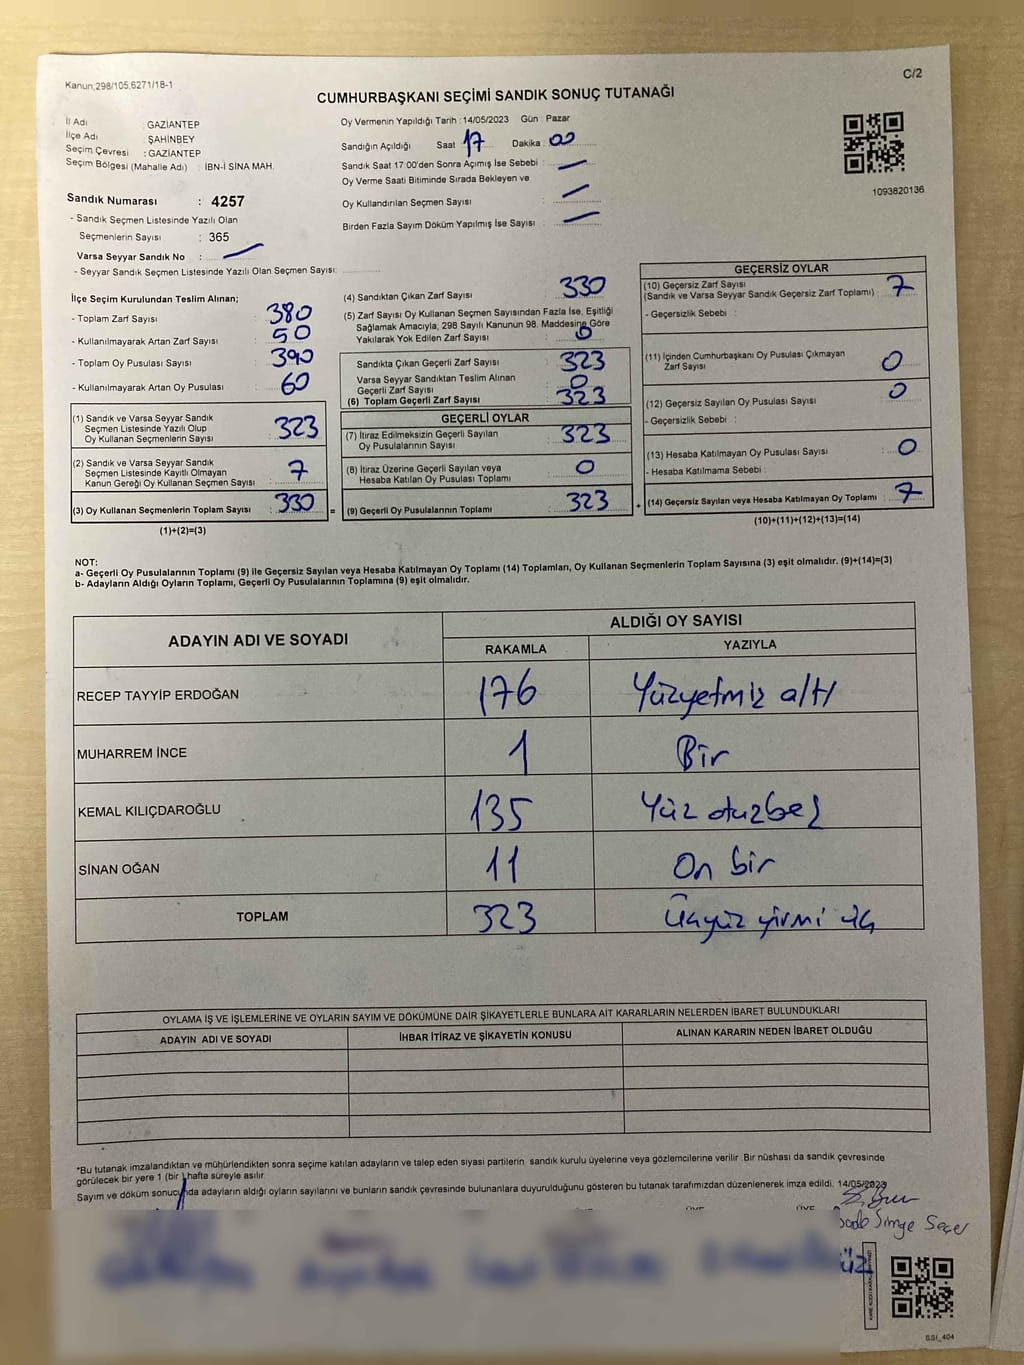 Kanun;298/105,6271/18-1
C/2
CUMHURBAŞKANI SEÇİMİ SANDIK SONUÇ TUTANAĞI
İl Adı : GAZİANTEP
İlçe Adı : ŞAHİNBEY
Seçim Çevresi : GAZİANTEP
Seçim Bölgesi (Mahalle Adı) : İBN-İ SİNA MAH.
Oy Vermenin Yapıldığı Tarih :14/05/2023 Gün : Pazar
Sandığın Açıldığı Saat : 17 Dakika : 00
Sandık Saat 17:00'den Sonra Açımış İse Sebebi :
Oy Verme Saati Bitiminde Sırada Bekleyen ve
Oy Kullandırılan Seçmen Sayısı :
Birden Fazla Sayım Döküm Yapılmış İse Sayısı :
1093820136
Sandık Numarası : 4257
- Sandık Seçmen Listesinde Yazılı Olan
Seçmenlerin Sayısı : 365
Varsa Seyyar Sandık No :
- Seyyar Sandık Seçmen Listesinde Yazılı Olan Seçmen Sayısı:
İlçe Seçim Kurulundan Teslim Alınan;
- Toplam Zarf Sayısı : 380
- Kullanılmayarak Artan Zarf Sayısı : 50
- Toplam Oy Pusulası Sayısı : 390
- Kullanılmayarak Artan Oy Pusulası : 60
(1) Sandık ve Varsa Seyyar Sandık
Seçmen Listesinde Yazılı Olup
Oy Kullanan Seçmenlerin Sayısı : 323
(2) Sandık ve Varsa Seyyar Sandık
Seçmen Listesinde Kayıtlı Olmayan
Kanun Gereği Oy Kullanan Seçmen Sayısı : 7
(3) Oy Kullanan Seçmenlerin Toplam Sayısı : 330
(1)+(2)=(3)
(4) Sandıktan Çıkan Zarf Sayısı : 330
(5) Zarf Sayısı Oy Kullanan Seçmen Sayısından Fazla İse, Eşitliği
Sağlamak Amacıyla, 298 Sayılı Kanunun 98. Maddesine Göre
Yakılarak Yok Edilen Zarf Sayısı : 0
Sandıkta Çıkan Geçerli Zarf Sayısı : 323
Varsa Seyyar Sandıktan Teslim Alınan
Geçerli Zarf Sayısı : 0
(6) Toplam Geçerli Zarf Sayısı : 323
GEÇERLİ OYLAR
(7) İtiraz Edilmeksizin Geçerli Sayılan
Oy Pusulalarının Sayısı : 323
(8) İtiraz Üzerine Geçerli Sayılan veya
Hesaba Katılan Oy Pusulası Toplamı : 0
(9) Geçerli Oy Pusulalarının Toplamı : 323
=
+
GEÇERSİZ OYLAR
(10) Geçersiz Zarf Sayısı
(Sandık ve Varsa Seyyar Sandık Geçersiz Zarf Toplamı) : 7
- Geçersizlik Sebebi :
(11) İçinden Cumhurbaşkanı Oy Pusulası Çıkmayan
Zarf Sayısı : 0
(12) Geçersiz Sayılan Oy Pusulası Sayısı : 0
- Geçersizlik Sebebi :
(13) Hesaba Katılmayan Oy Pusulası Sayısı : 0
- Hesaba Katılmama Sebebi :
(14) Geçersiz Sayılan veya Hesaba Katılmayan Oy Toplamı : 7
(10)+(11)+(12)+(13)=(14)
NOT:
a- Geçerli Oy Pusulalarının Toplamı (9) ile Geçersiz Sayılan veya Hesaba Katılmayan Oy Toplamı (14) Toplamları, Oy Kullanan Seçmenlerin Toplam Sayısına (3) eşit olmalıdır. (9)+(14)=(3)
b- Adayların Aldığı Oyların Toplamı, Geçerli Oy Pusulalarının Toplamına (9) eşit olmalıdır.
ADAYIN ADI VE SOYADI
ALDIĞI OY SAYISI
RAKAMLA YAZIYLA
RECEP TAYYİP ERDOĞAN 176 Yüzyetmiz altı
MUHARREM İNCE 1 Bir
KEMAL KILIÇDAROĞLU 135 Yüz otuzbeş
SİNAN OĞAN 11 On bir
TOPLAM 323 Üçyüz yirmi üç
OYLAMA İŞ VE İŞLEMLERİNE VE OYLARIN SAYIM VE DÖKÜMÜNE DAİR ŞİKAYETLERLE BUNLARA AİT KARARLARIN NELERDEN İBARET BULUNDUKLARI
ADAYIN ADI VE SOYADI İHBAR İTİRAZ VE ŞİKAYETİN KONUSU ALINAN KARARIN NEDEN İBARET OLDUĞU
*Bu tutanak imzalandıktan ve mühürlendikten sonra seçime katılan adayların ve talep eden siyasi partilerin sandık kurulu üyelerine veya gözlemcilerine verilir. Bir nüshası da sandık çevresinde
görülecek bir yere 1 (bir ) hafta süreyle asılır.
Sayım ve döküm sonucunda adayların aldığı oyların sayılarını ve bunların sandık çevresinde bulunanlara duyurulduğunu gösteren bu tutanak tarafımızdan düzenlenerek imza edildi. 14/05/2023
Simge Seçer
SSI_404